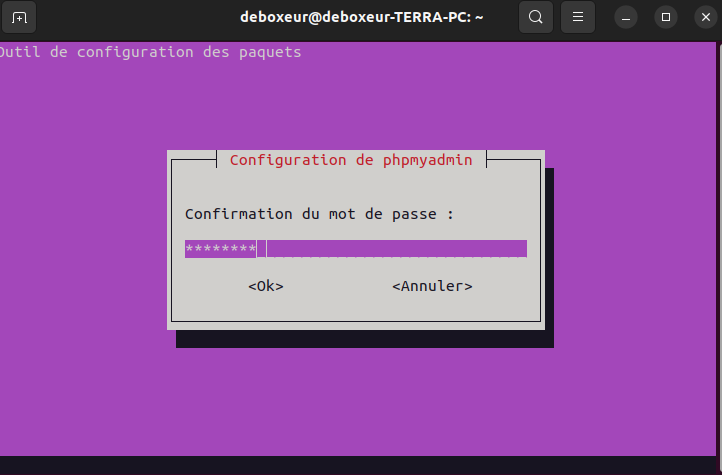 deboxeur@deboxeur-TERRA-PC: ~
Outil de configuration des paquets
Configuration de phpmyadmin
Confirmation du mot de passe :
********
<Ok> <Annuler>